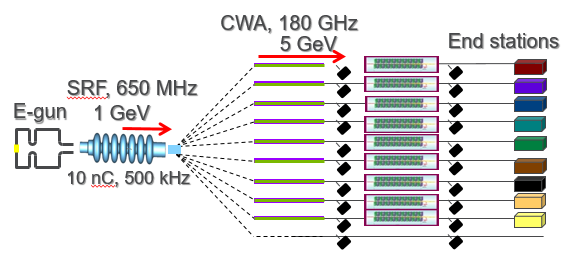 CWA, 180 GHz
5 GeV
End stations
SRF, 650 MHz
1 GeV
E-gun
10 nC, 500 kHz